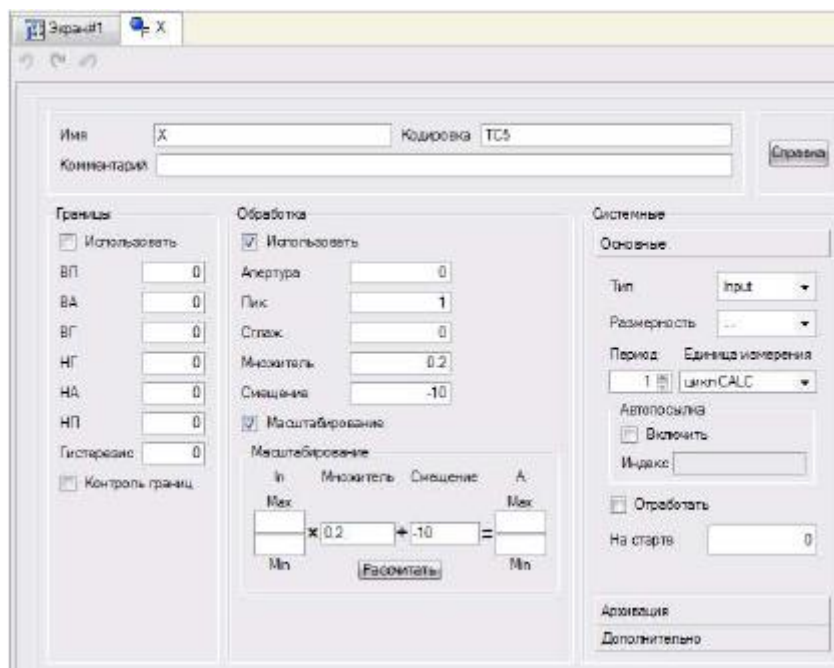 Экран#1 X
Имя X Кодировка TC5
Комментарий
Справка
Границы
Использовать
ВП 0
ВА 0
ВГ 0
НГ 0
НА 0
НП 0
Гистерезис 0
Контроль границ
Обработка
Использовать
Апертура 0
Пик 1
Сглаж 0
Множитель 0.2
Смещение -10
Масштабирование
Масштабирование
In Множитель Смещение A
Max Max
× 0.2 + -10 =
Min Min
Рассчитать
Системные
Основные
Тип Input
Размерность ...
Период Единица измерения
1 цикл CALC
Автопосылка
Включить
Индекс
Отработать
На старте 0
Архивация
Дополнительно